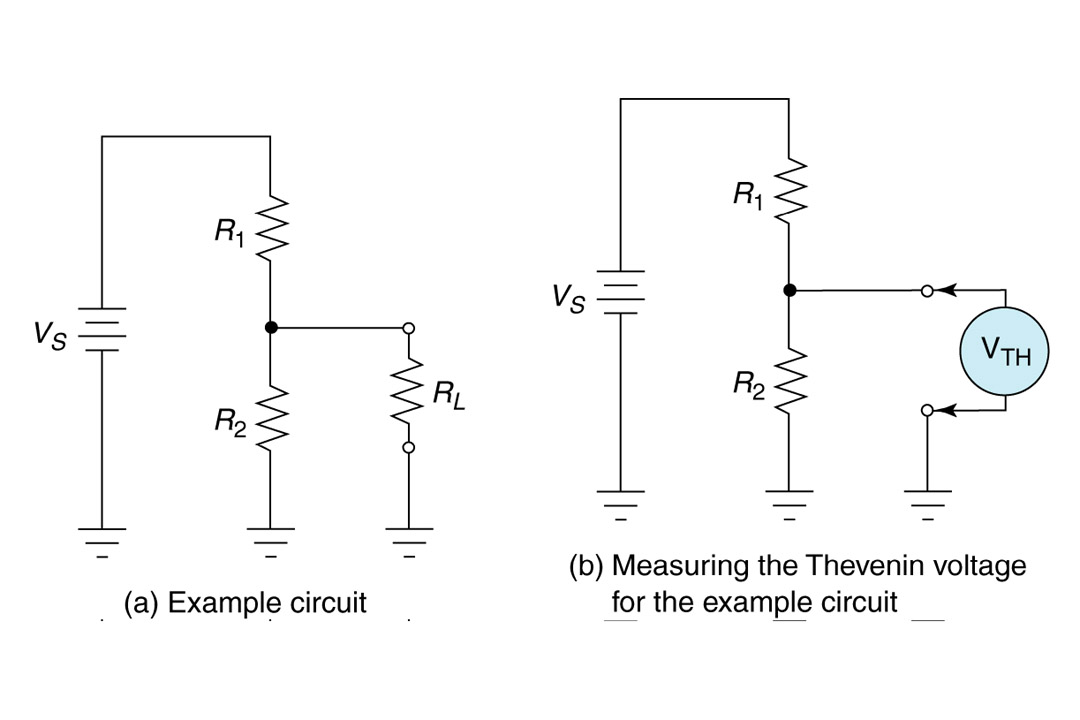 R1
VS
R2
RL
(a) Example circuit
R1
VS
VTH
R2
(b) Measuring the Thevenin voltage
for the example circuit